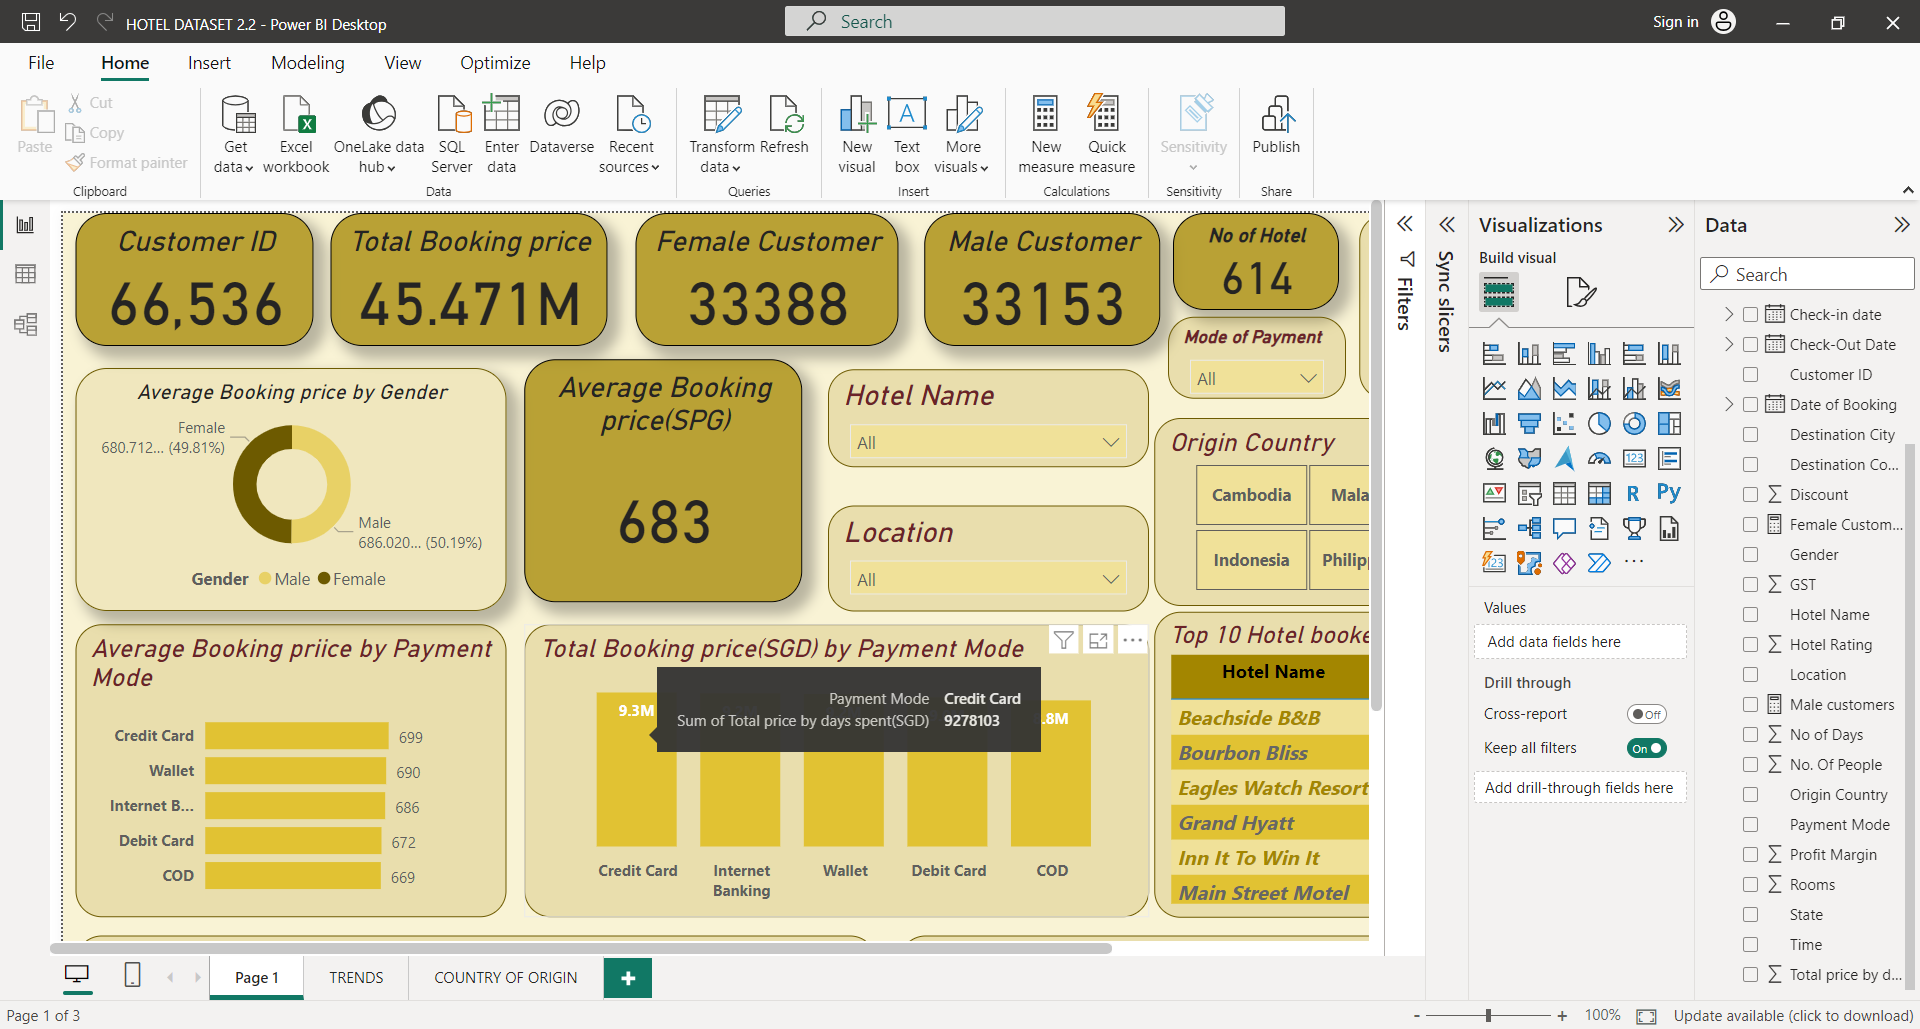 HOTEL DATASET 2.2 - Power BI Desktop
Search
Sign in
File Home Insert Modeling View Optimize Help
Paste
Cut
Copy
Format painter
Clipboard
Get data
Excel workbook
OneLake data hub
SQL Server
Enter data
Dataverse
Recent sources
Data
Transform data
Refresh
Queries
New visual
Text box
More visuals
Insert
New measure
Quick measure
Calculations
Sensitivity
Sensitivity
Publish
Share
Customer ID
66,536
Total Booking price
45.471M
Female Customer
33388
Male Customer
33153
No of Hotel
614
Mode of Payment
All
Average Booking price by Gender
Female
680.712... (49.81%)
Male
686.020... (50.19%)
Gender Male Female
Average Booking
price(SPG)
683
Hotel Name
All
Location
All
Origin Country
Cambodia
Mala
Indonesia
Philip
Average Booking priice by Payment
Mode
Credit Card 699
Wallet 690
Internet B... 686
Debit Card 672
COD 669
Total Booking price(SGD) by Payment Mode
9.3M
.8M
Payment Mode Credit Card
Sum of Total price by days spent(SGD) 9278103
Credit Card
Internet
Banking
Wallet
Debit Card
COD
Top 10 Hotel booke
Hotel Name
Beachside B&B
Bourbon Bliss
Eagles Watch Resort
Grand Hyatt
Inn It To Win It
Main Street Motel
Filters
Sync slicers
Visualizations
Build visual
123
R
Py
123
Values
Add data fields here
Drill through
Cross-report Off
Keep all filters On
Add drill-through fields here
Data
Search
Check-in date
Check-Out Date
Customer ID
Date of Booking
Destination City
Destination Co...
Discount
Female Custom...
Gender
GST
Hotel Name
Hotel Rating
Location
Male customers
No of Days
No. Of People
Origin Country
Payment Mode
Profit Margin
Rooms
State
Time
Total price by d...
Page 1
TRENDS
COUNTRY OF ORIGIN
+
Page 1 of 3
- + 100%
Update available (click to download)